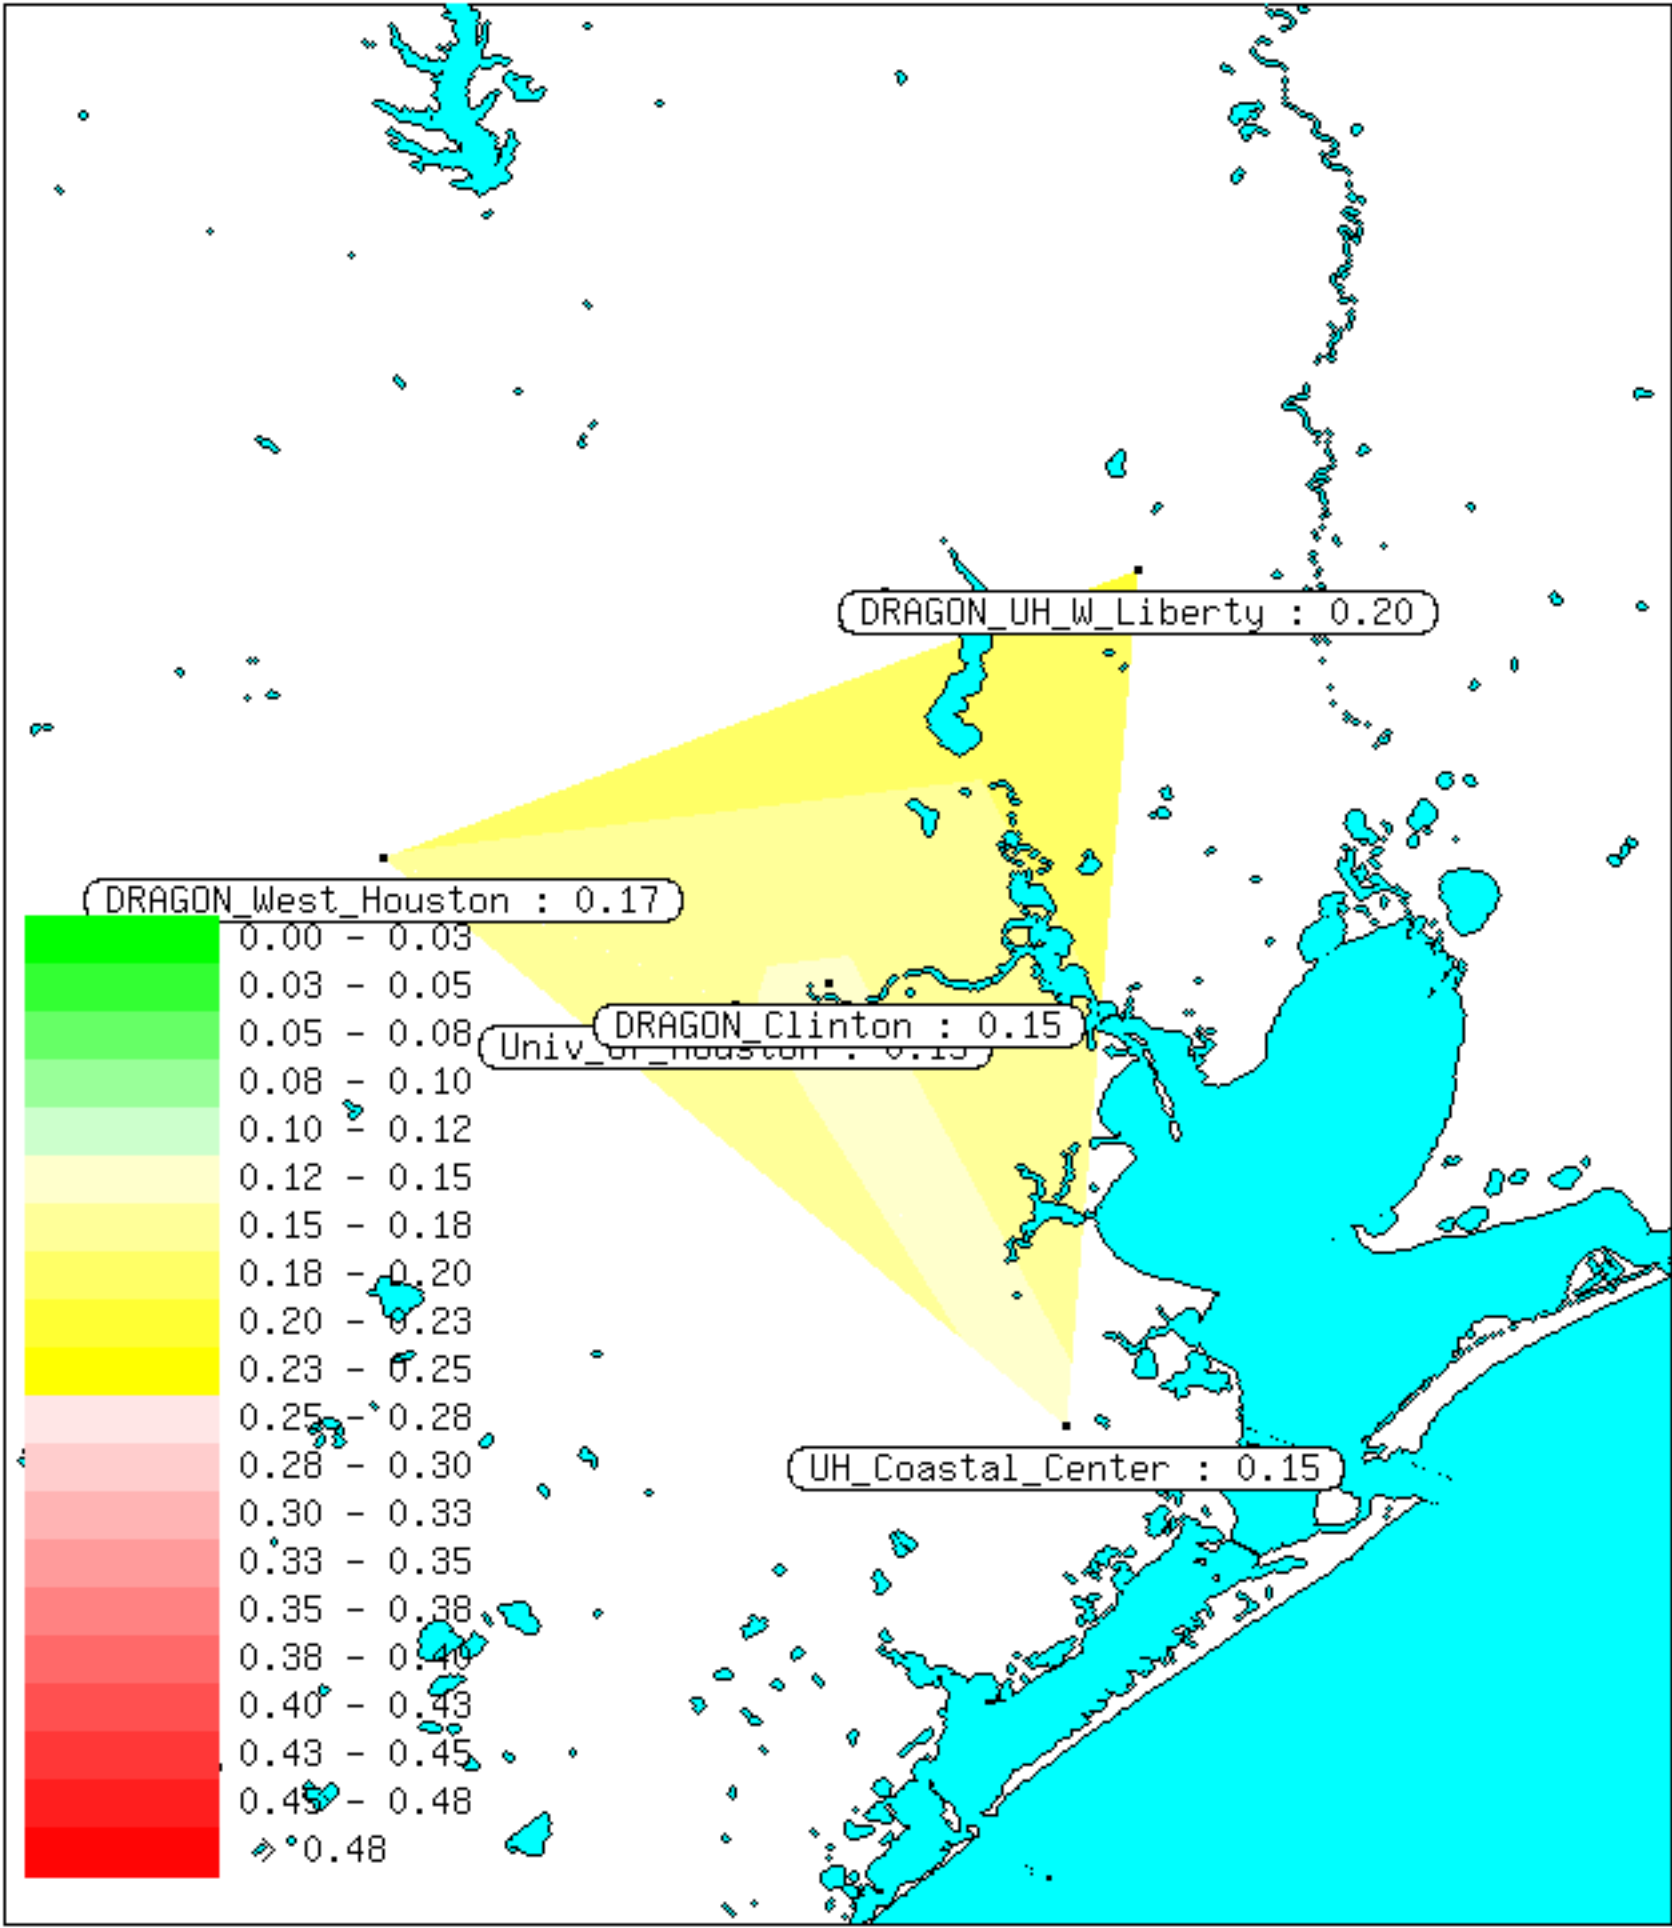 DRAGON_UH_W_Liberty : 0.20
DRAGON_West_Houston : 0.17
DRAGON_Clinton : 0.15
Univ_of_Houston : 0.15
0.00 - 0.03
0.03 - 0.05
0.05 - 0.08
0.08 - 0.10
0.10 - 0.12
0.12 - 0.15
0.15 - 0.18
0.18 - 0.20
0.20 - 0.23
0.23 - 0.25
0.25 - 0.28
0.28 - 0.30
0.30 - 0.33
0.33 - 0.35
0.35 - 0.38
0.38 - 0.40
0.40 - 0.43
0.43 - 0.45
0.45 - 0.48
> 0.48
UH_Coastal_Center : 0.15